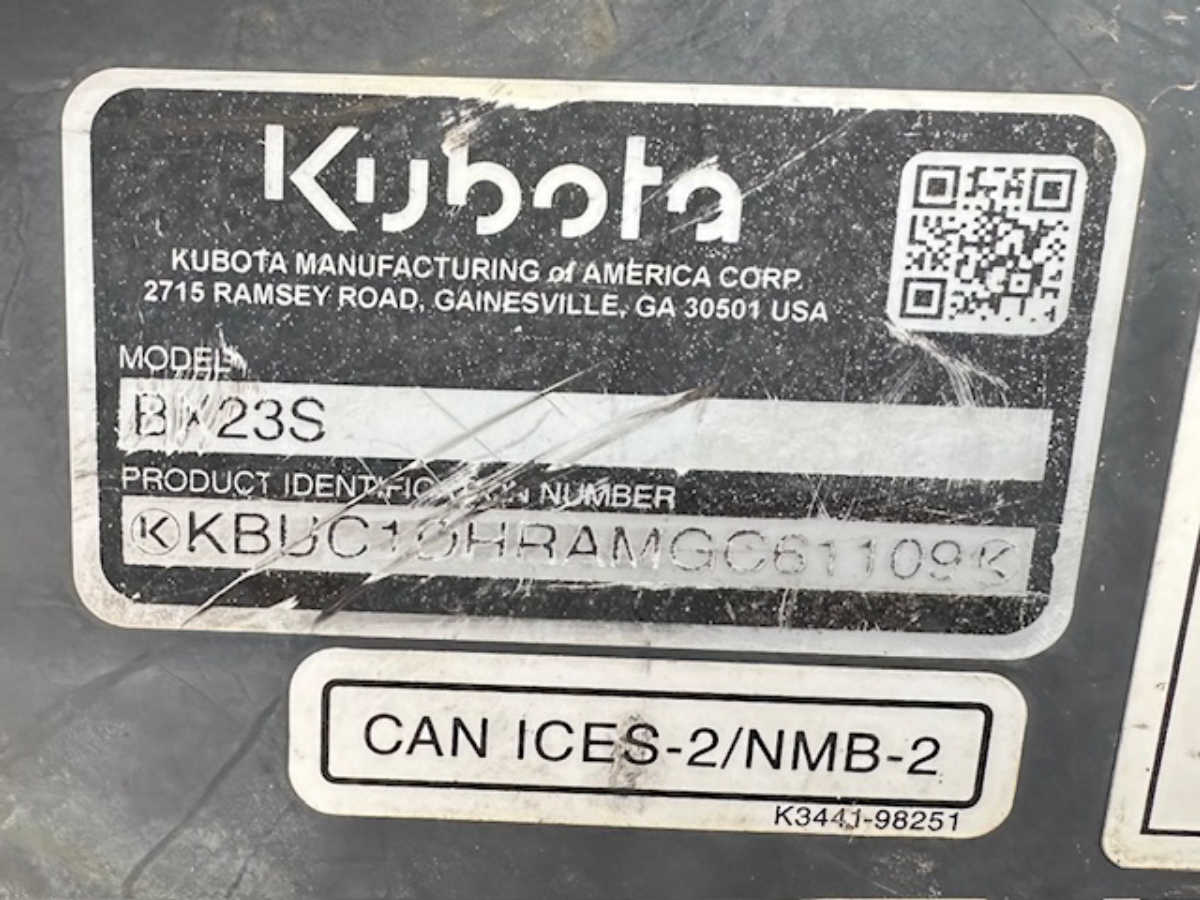 Kubota
KUBOTA MANUFACTURING of AMERICA CORP.
2715 RAMSEY ROAD, GAINESVILLE, GA 30501 USA
MODEL
BX23S
PRODUCT IDENTIFICATION NUMBER
KBUC1DHRAMGC61109
CAN ICES-2/NMB-2
K3441-98251